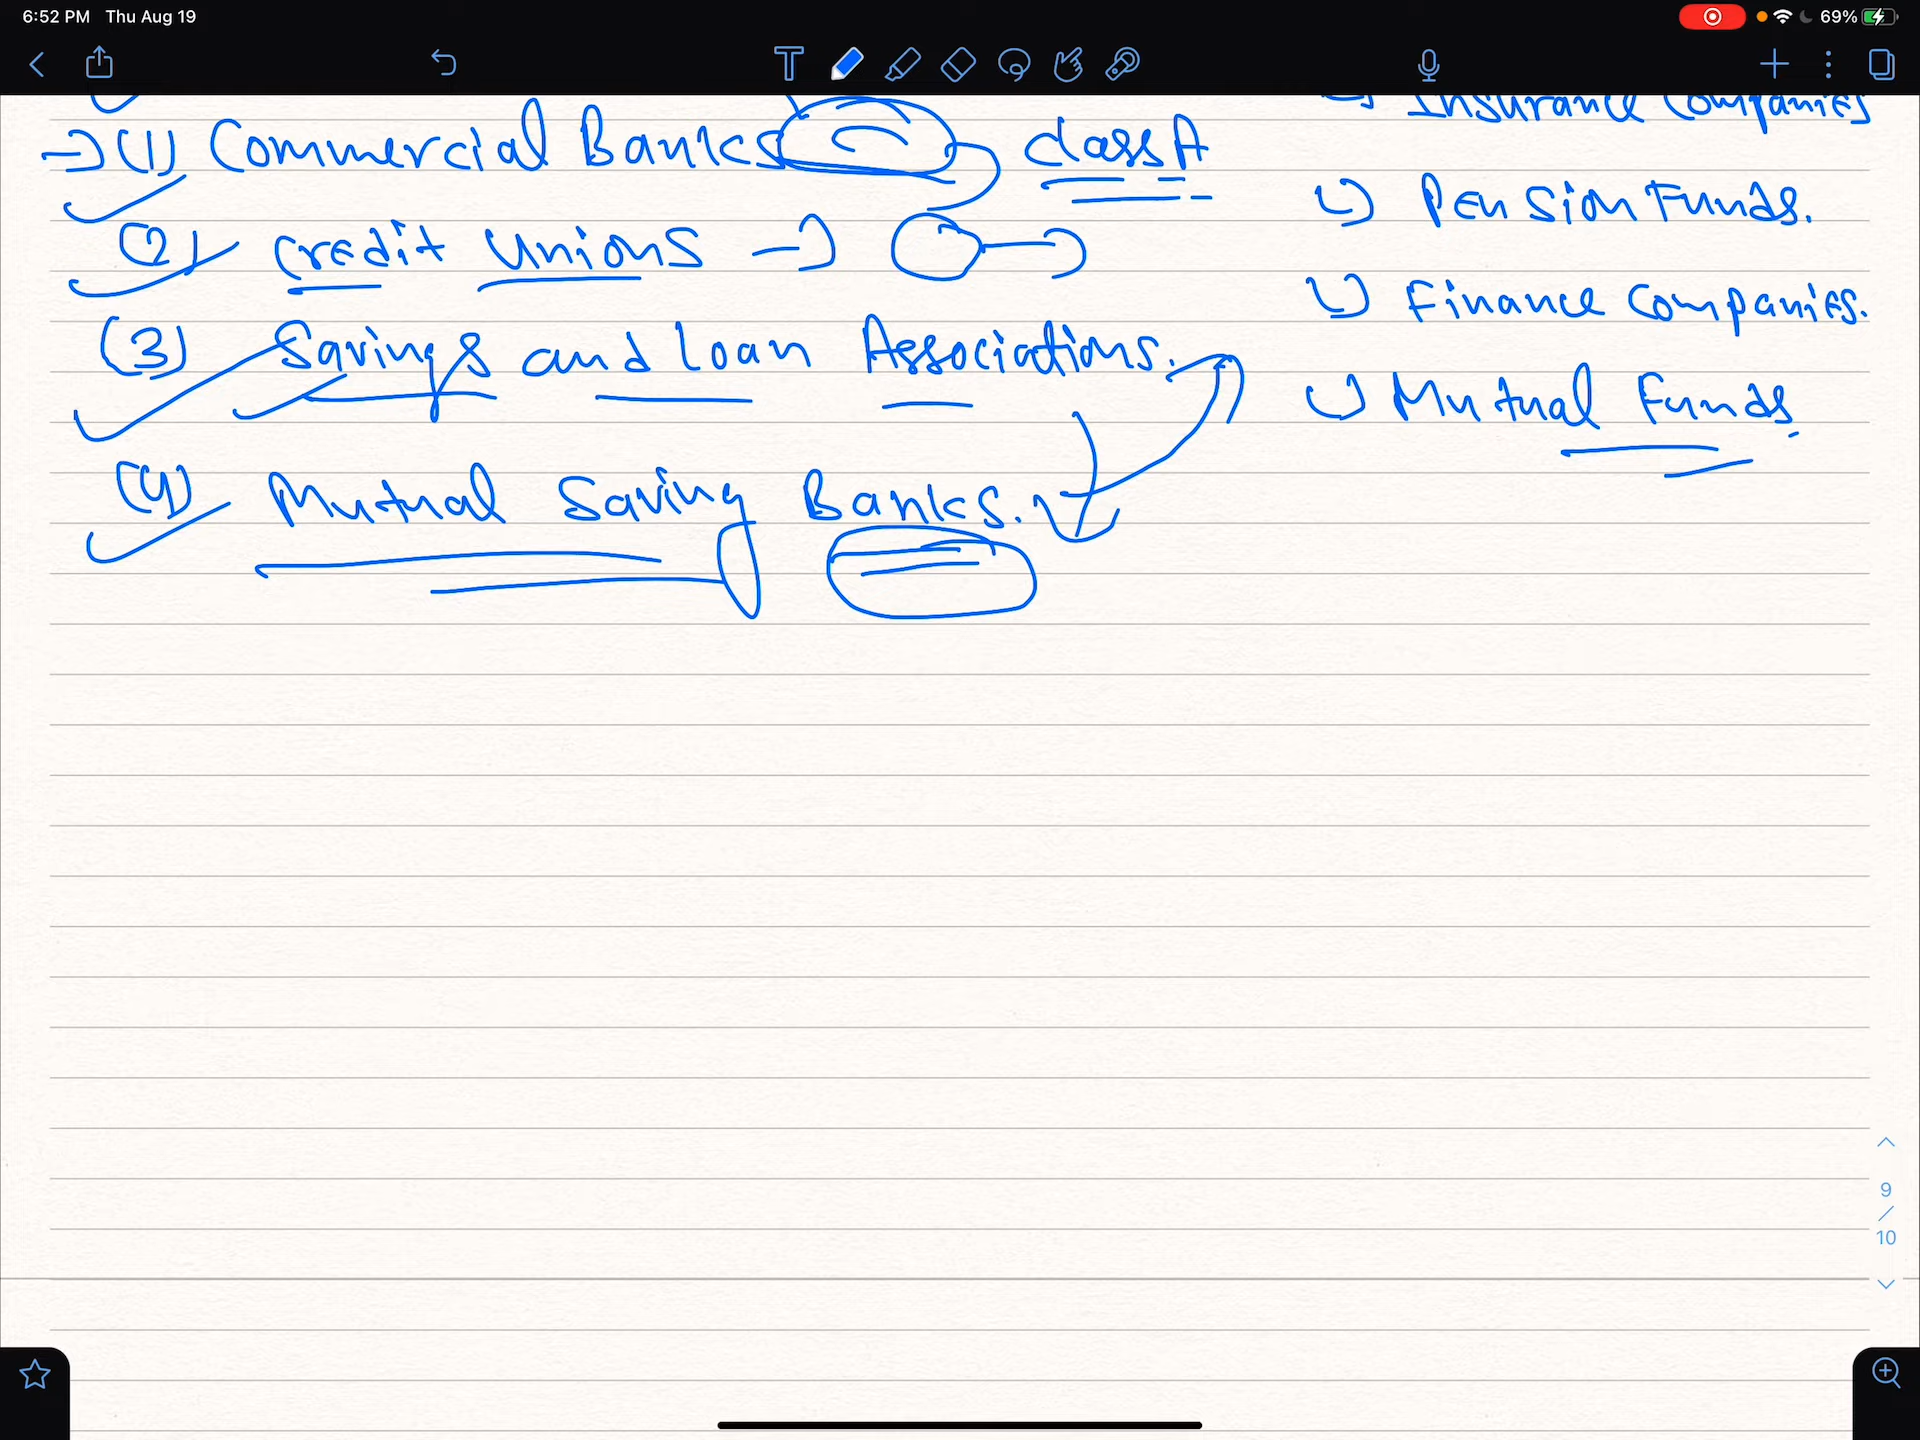 6:52 PM Thu Aug 19
69%
→ (1) Commercial Banks class A
(2) credit unions →
(3) Savings and Loan Associations.
(4) Mutual Saving Banks.
Insurance Companies
Pension Funds.
Finance Companies.
Mutual Funds
9
/
10